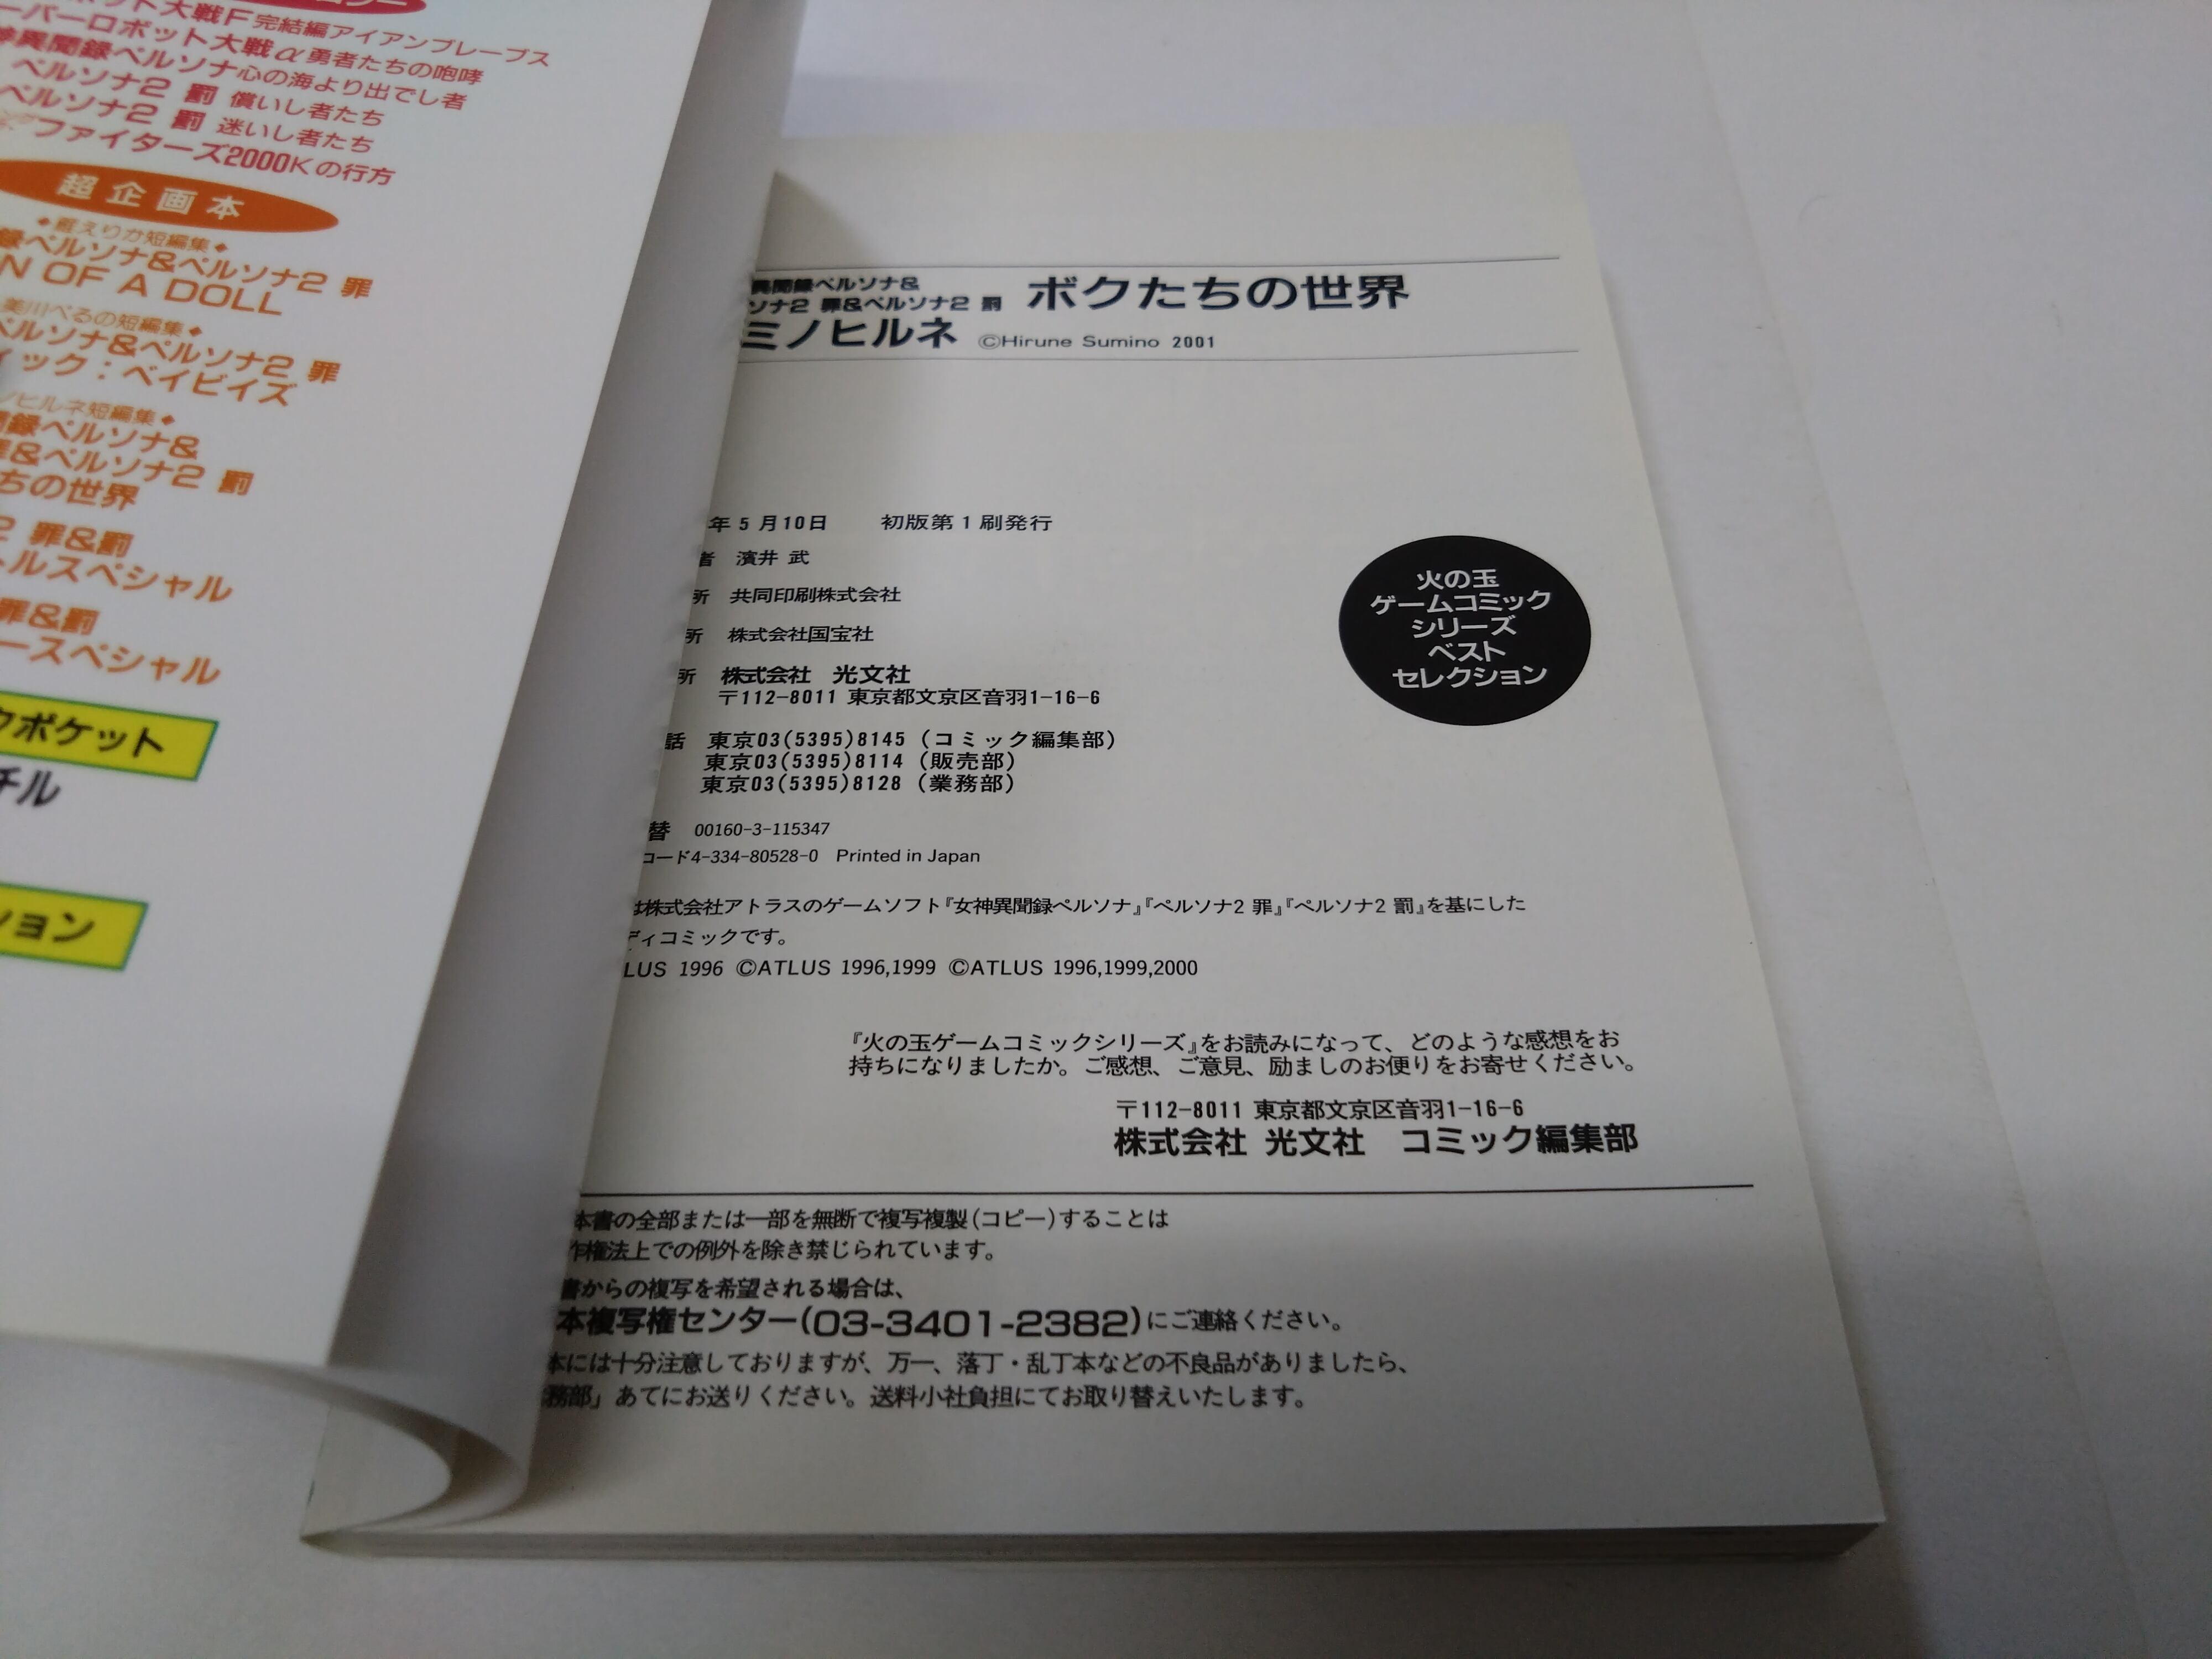 大戦F 完結編アイアンブレーブス
ーパーロボット大戦α 勇者たちの咆哮
異聞録ペルソナ 心の海より出でし者
ペルソナ2 罰 償いし者たち
ペルソナ2 罰 迷いし者たち
ファイターズ2000Kの行方
超企画本
えりか短編集◆
録ペルソナ&ペルソナ2 罪
N OF A DOLL
美川べるの短編集◆
ペルソナ&ペルソナ2 罪
ィック：ベイビイズ
ノヒルネ短編集◆
聞録ペルソナ&
罪&ペルソナ2 罰
ちの世界
2 罪&罰
トルスペシャル
罪&罰
ースペシャル
クポケット
チル
ション
異聞録ペルソナ&
ソナ2 罪&ペルソナ2 罰 ボクたちの世界
ミノヒルネ ©Hirune Sumino 2001
年5月10日 初版第1刷発行
者 濱井 武
所 共同印刷株式会社
所 株式会社国宝社
所 株式会社 光文社
〒112-8011 東京都文京区音羽1-16-6
話 東京03(5395)8145 (コミック編集部)
東京03(5395)8114 (販売部)
東京03(5395)8128 (業務部)
替 00160-3-115347
コード4-334-80528-0 Printed in Japan
火の玉
ゲームコミック
シリーズ
ベスト
セレクション
は株式会社アトラスのゲームソフト『女神異聞録ペルソナ』『ペルソナ2 罪』『ペルソナ2 罰』を基にした
ディコミックです。
LUS 1996 ©ATLUS 1996,1999 ©ATLUS 1996,1999,2000
『火の玉ゲームコミックシリーズ』をお読みになって、どのような感想をお
持ちになりましたか。ご感想、ご意見、励ましのお便りをお寄せください。
〒112-8011 東京都文京区音羽1-16-6
株式会社 光文社 コミック編集部
本書の全部または一部を無断で複写複製(コピー)することは
作権法上での例外を除き禁じられています。
書からの複写を希望される場合は、
本複写権センター(03-3401-2382)にご連絡ください。
本には十分注意しておりますが、万一、落丁・乱丁本などの不良品がありましたら、
務部」あてにお送りください。送料小社負担にてお取り替えいたします。